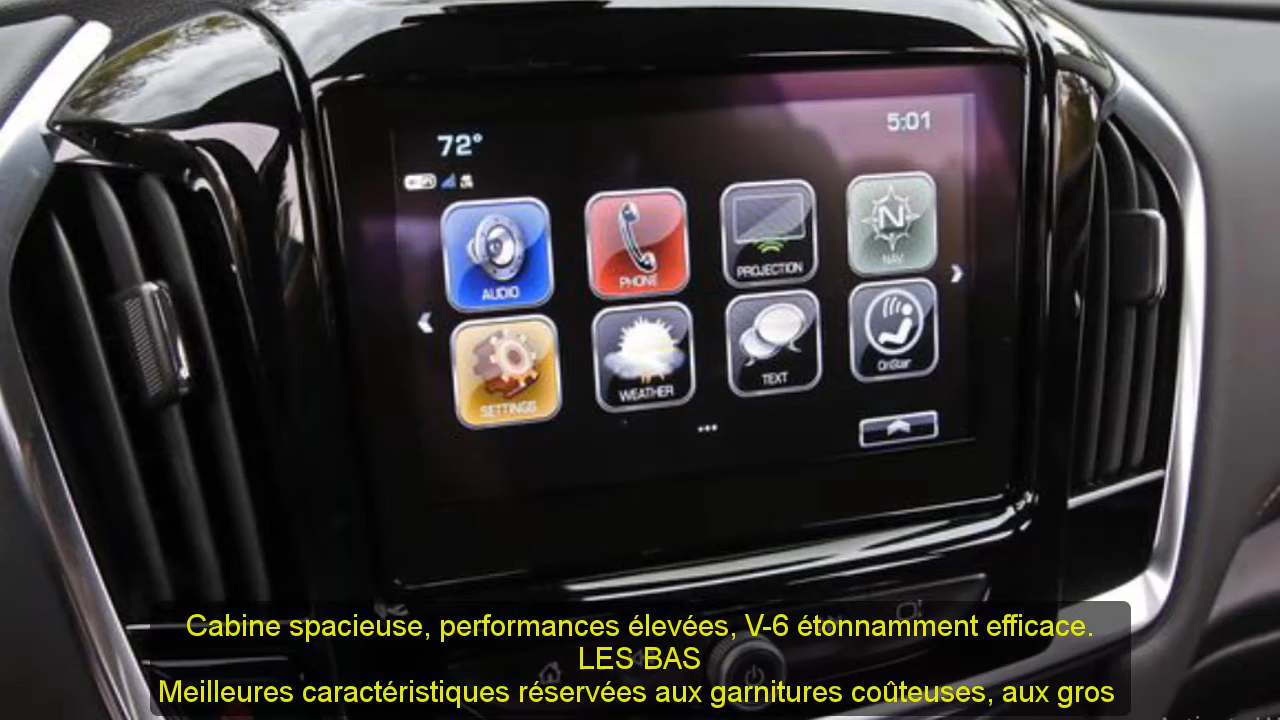 72°
5:01
AUDIO
PHONE
PROJECTION
N
NAV
SETTINGS
WEATHER
TEXT
OnStar
Cabine spacieuse, performances élevées, V-6 étonnamment efficace.
LES BAS
Meilleures caractéristiques réservées aux garnitures coûteuses, aux gros